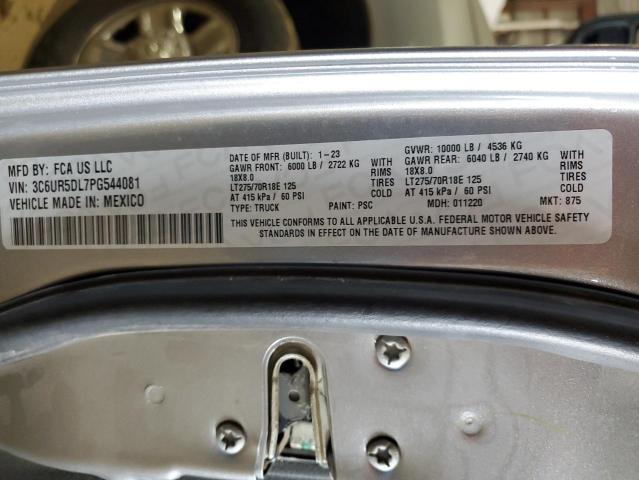 MFD BY: FCA US LLC
VIN: 3C6UR5DL7PG544081
VEHICLE MADE IN: MEXICO
DATE OF MFR (BUILT): 1-23
GAWR FRONT: 6000 LB / 2722 KG WITH
18X8.0 RIMS
LT275/70R18E 125 TIRES
AT 415 kPa / 60 PSI COLD
TYPE: TRUCK PAINT: PSC
GVWR: 10000 LB / 4536 KG
GAWR REAR: 6040 LB / 2740 KG WITH
18X8.0 RIMS
LT275/70R18E 125 TIRES
AT 415 kPa / 60 PSI COLD
MDH: 011220 MKT: 875
THIS VEHICLE CONFORMS TO ALL APPLICABLE U.S.A. FEDERAL MOTOR VEHICLE SAFETY
STANDARDS IN EFFECT ON THE DATE OF MANUFACTURE SHOWN ABOVE.